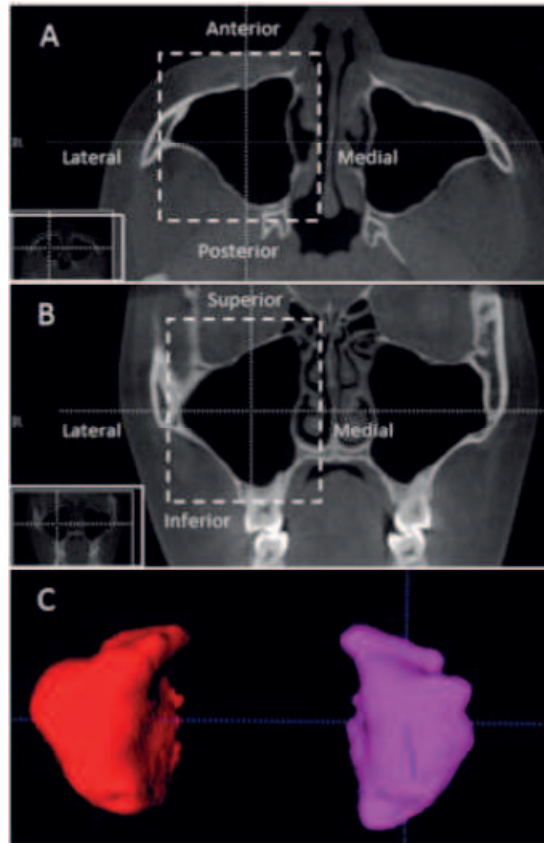 A
Anterior
R
Lateral
Medial
Posterior
B
Superior
R
Lateral
Medial
Inferior
C